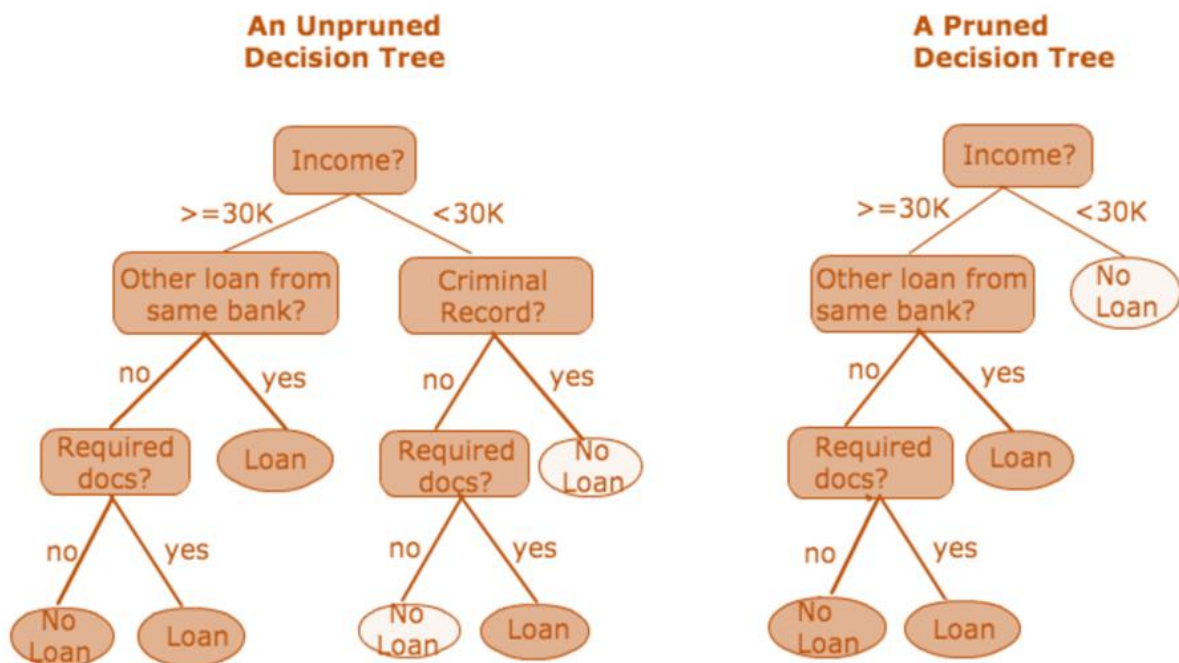 An Unpruned
Decision Tree
Income?
>=30K
<30K
Other loan from
same bank?
Criminal
Record?
no
yes
no
yes
Required
docs?
Loan
Required
docs?
No
Loan
no
yes
no
yes
No
Loan
Loan
No
Loan
Loan
A Pruned
Decision Tree
Income?
>=30K
<30K
Other loan from
same bank?
No
Loan
no
yes
Required
docs?
Loan
no
yes
No
Loan
Loan